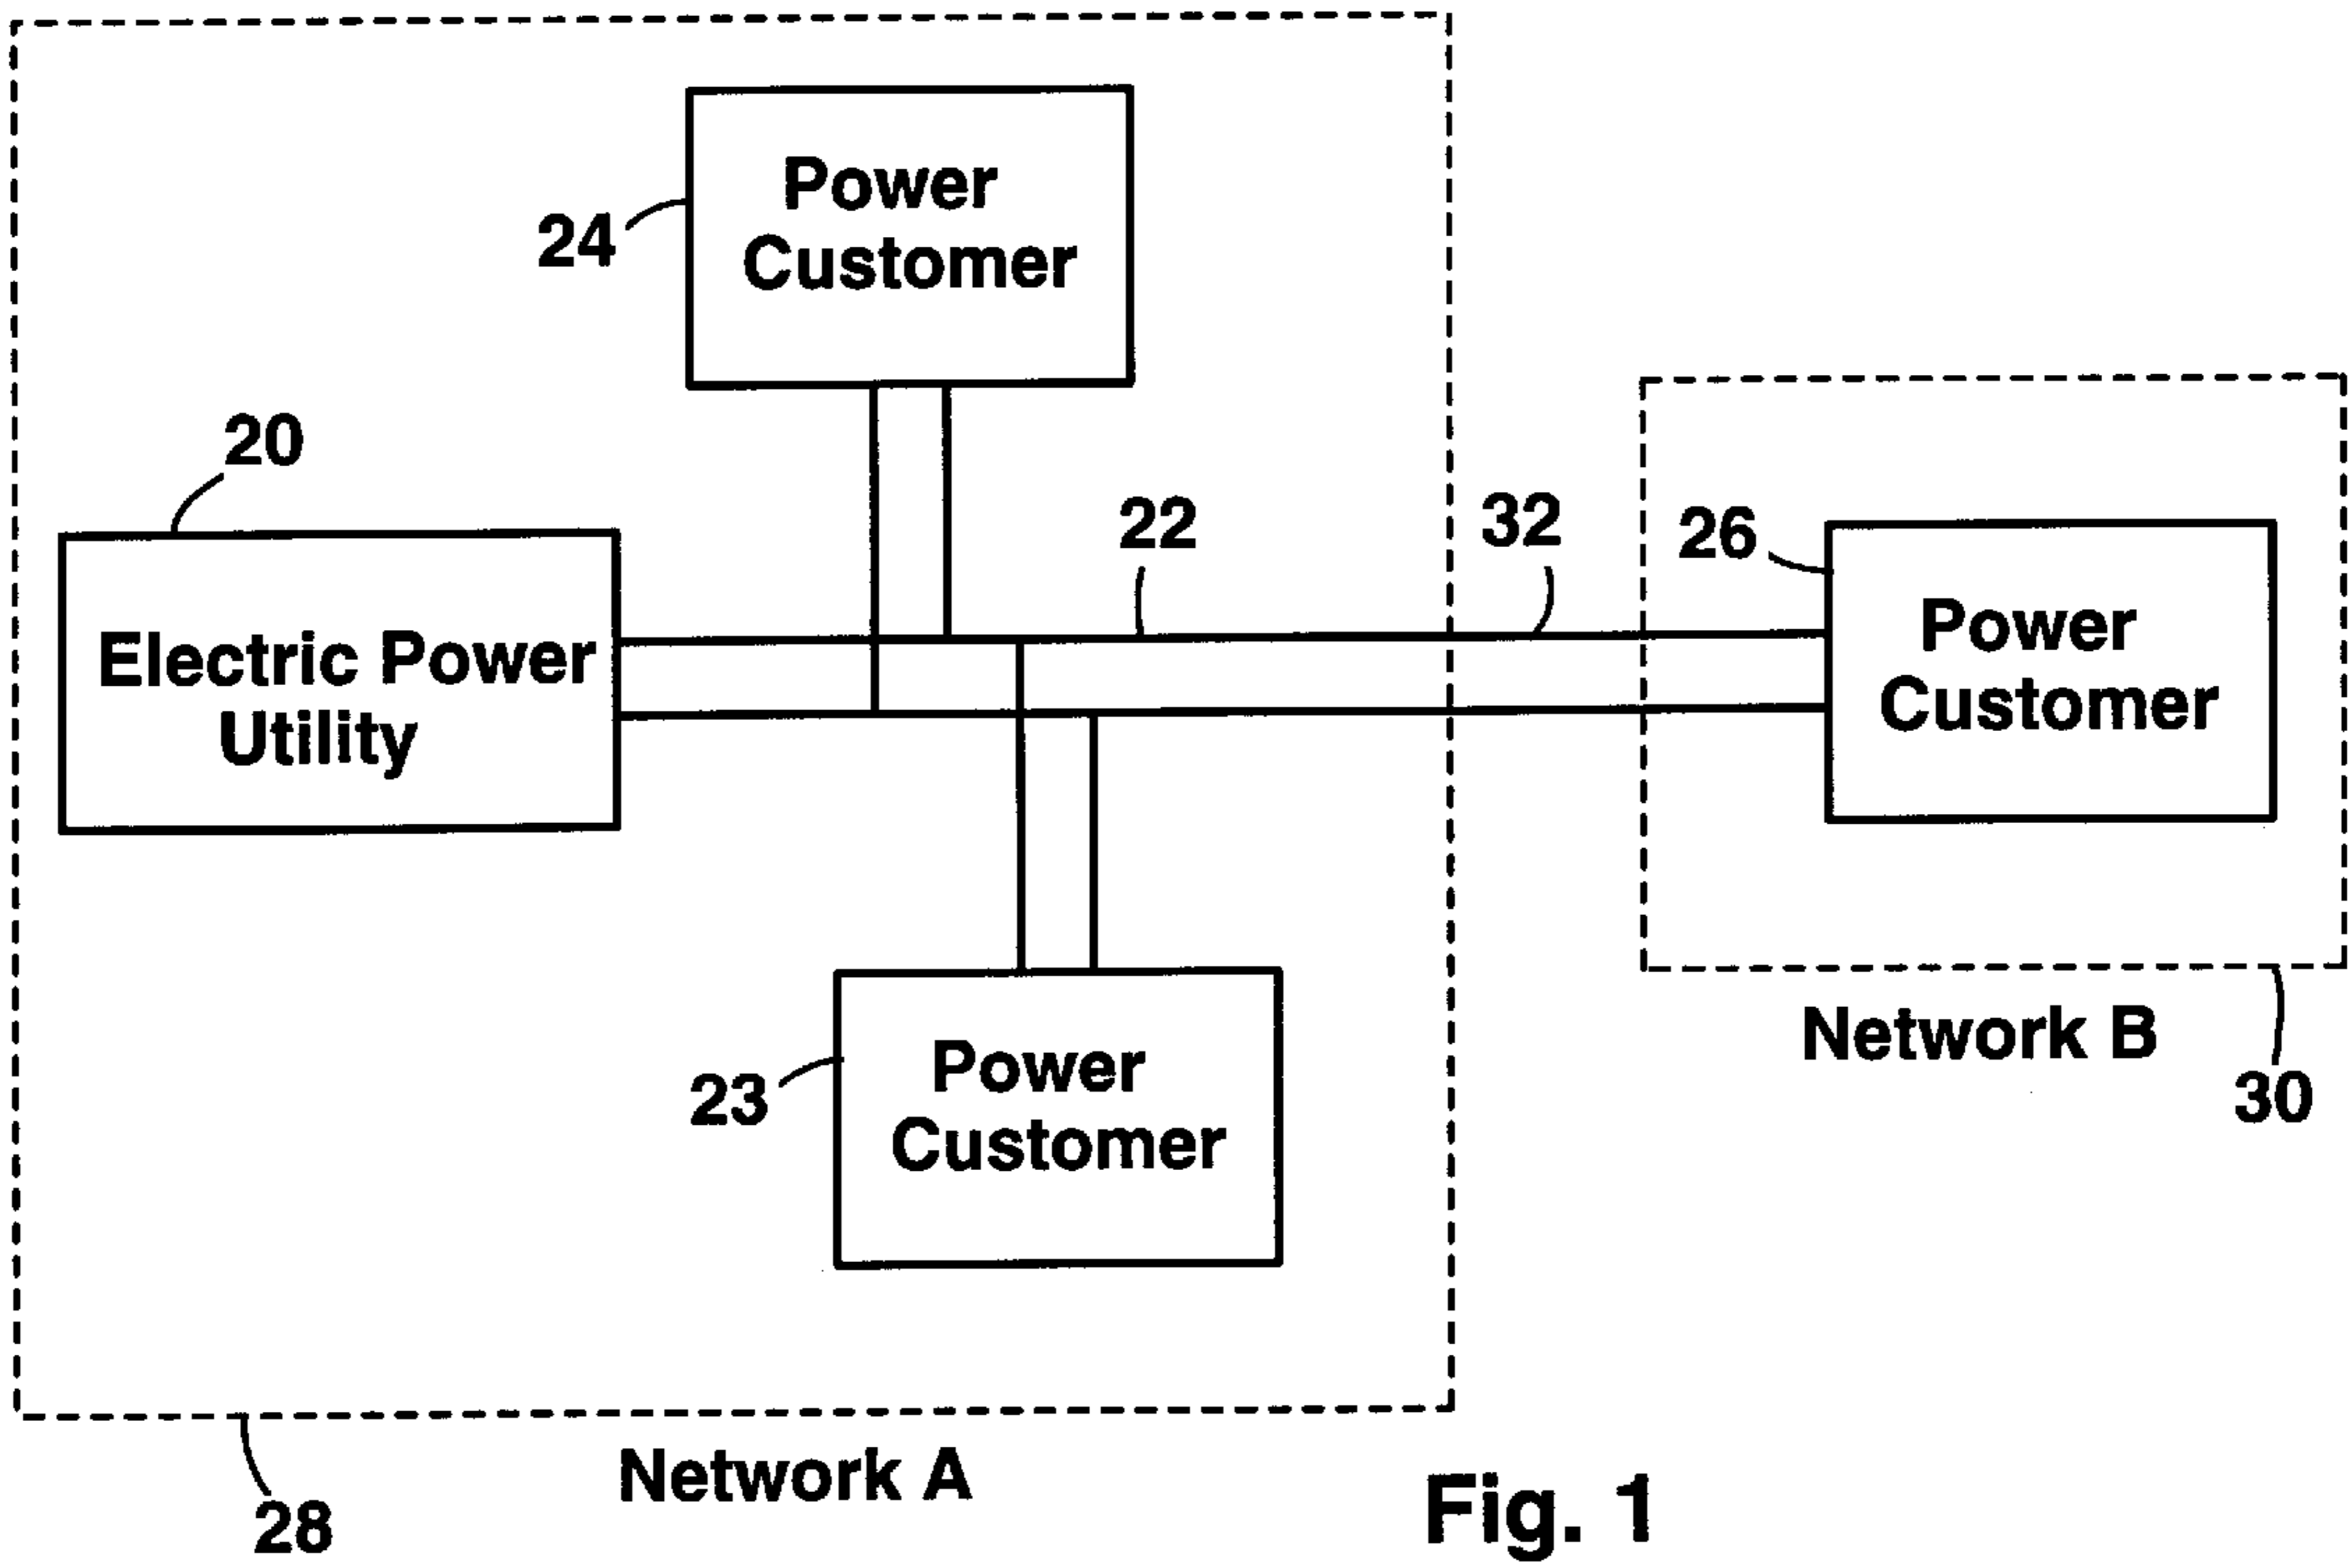 Power
Customer
24
20
22
32
26
Electric Power
Utility
Power
Customer
23
Power
Customer
Network B
30
Network A
28
Fig. 1